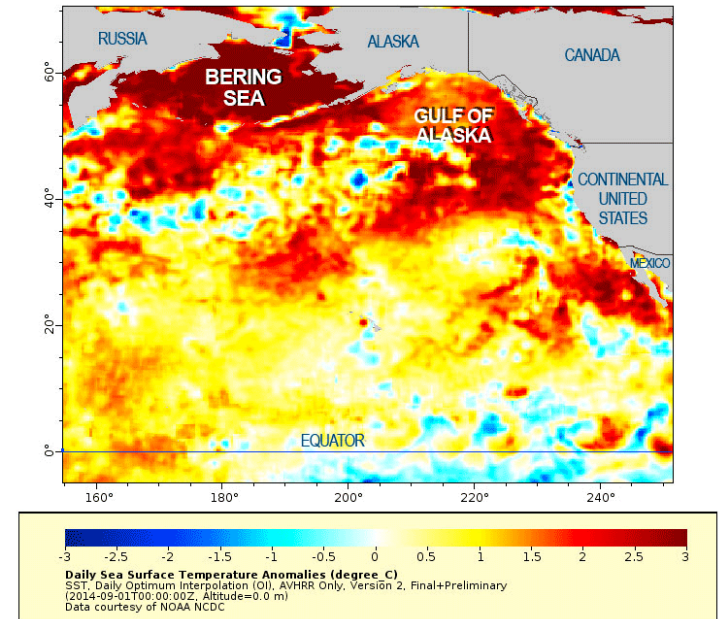 RUSSIA
ALASKA
CANADA
60°
BERING
SEA
GULF OF
ALASKA
CONTINENTAL
UNITED
STATES
40°
MEXICO
20°
EQUATOR
0°
160° 180° 200° 220° 240°
-3 -2.5 -2 -1.5 -1 -0.5 0 0.5 1 1.5 2 2.5 3
Daily Sea Surface Temperature Anomalies (degree_C)
SST, Daily Optimum Interpolation (OI), AVHRR Only, Version 2, Final+Preliminary
(2014-09-01T00:00:00Z, Altitude=0.0 m)
Data courtesy of NOAA NCDC